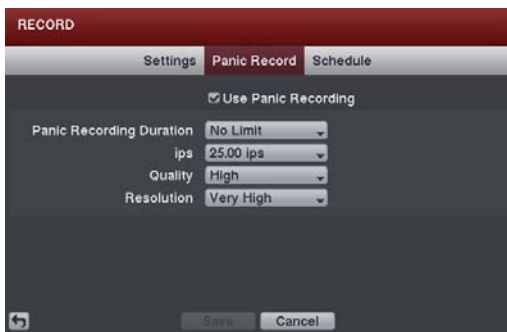 RECORD
Settings Panic Record Schedule
Use Panic Recording
Panic Recording Duration No Limit
ips 25.00 ips
Quality High
Resolution Very High
Save Cancel